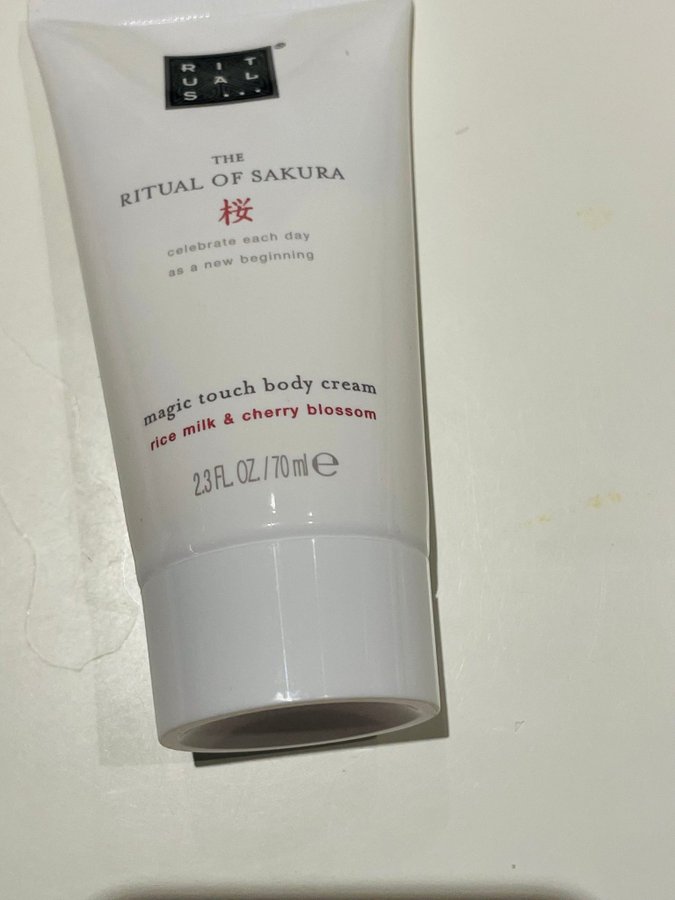 RIT
UAL
S...
®
THE
RITUAL OF SAKURA
桜
celebrate each day
as a new beginning
magic touch body cream
rice milk & cherry blossom
2.3 FL. OZ. / 70 ml ℮